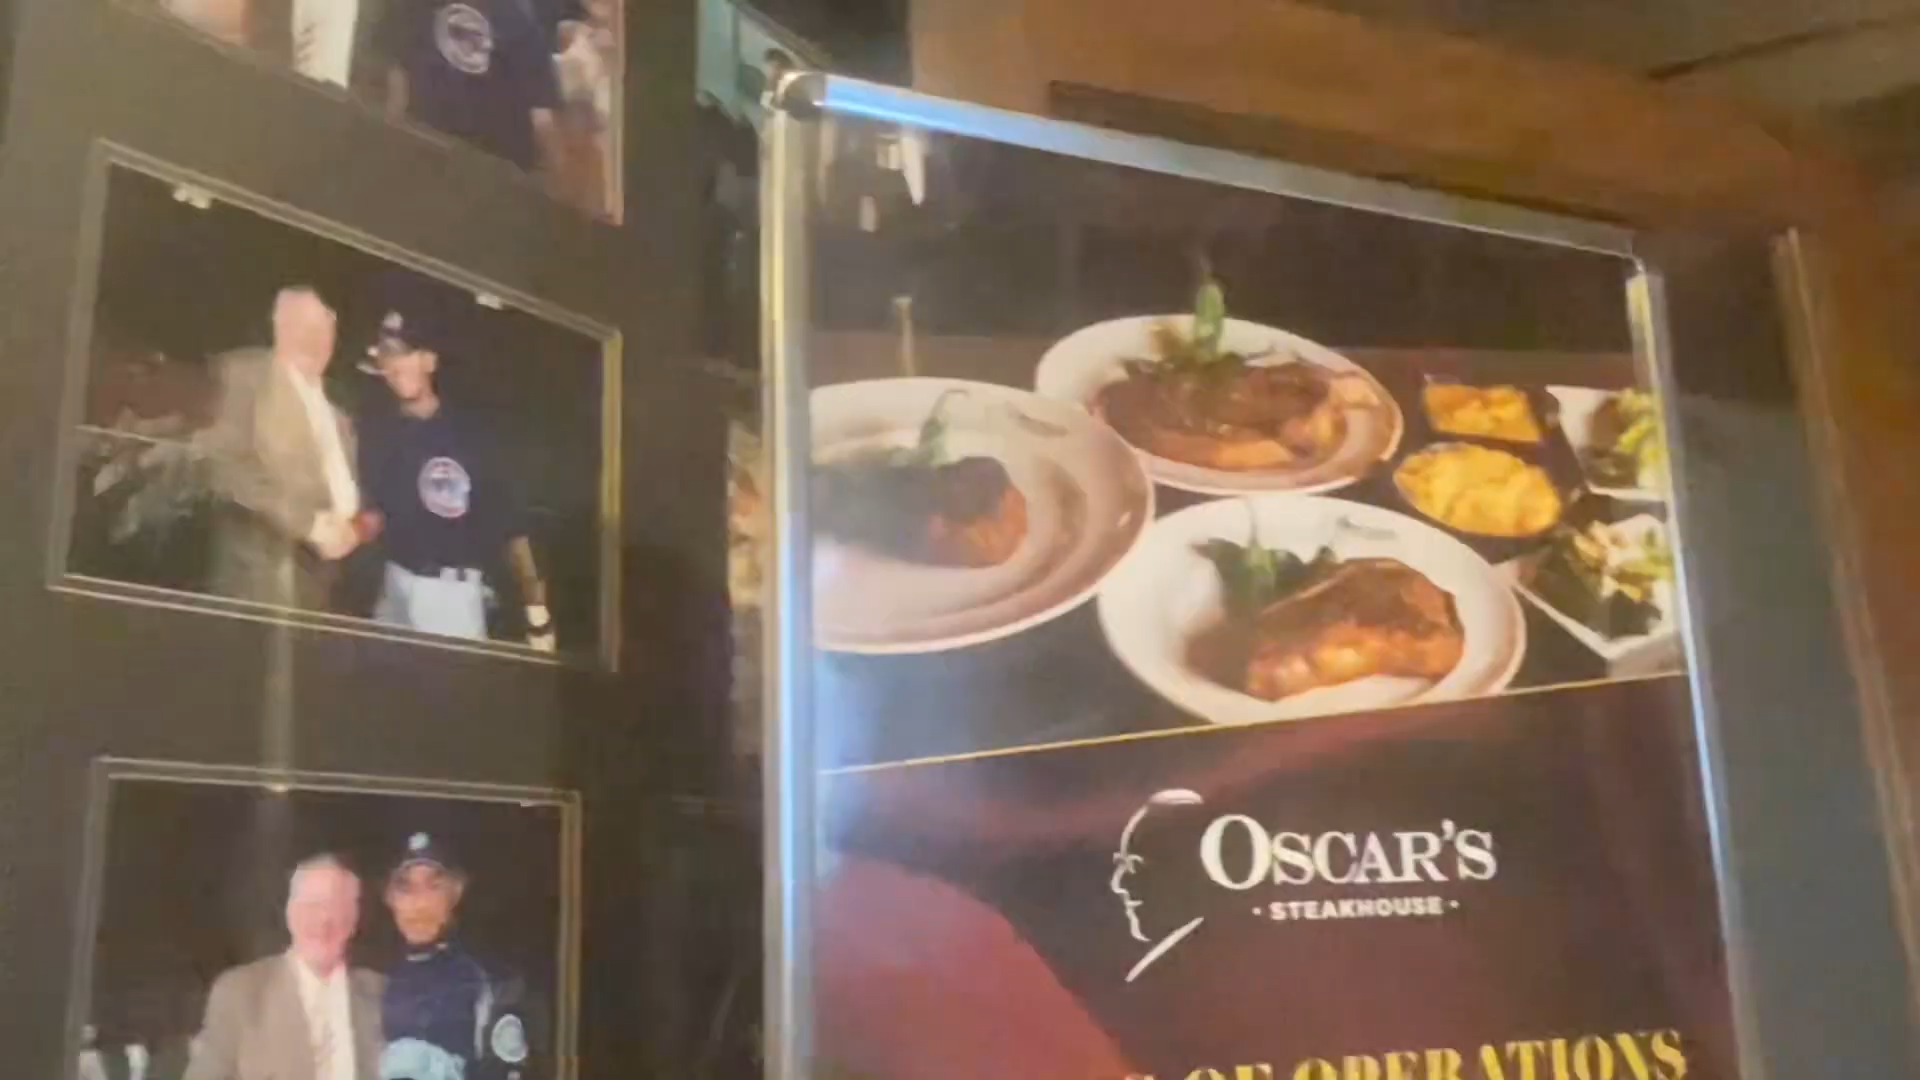 OSCAR'S
· STEAKHOUSE ·
OF OPERATIONS